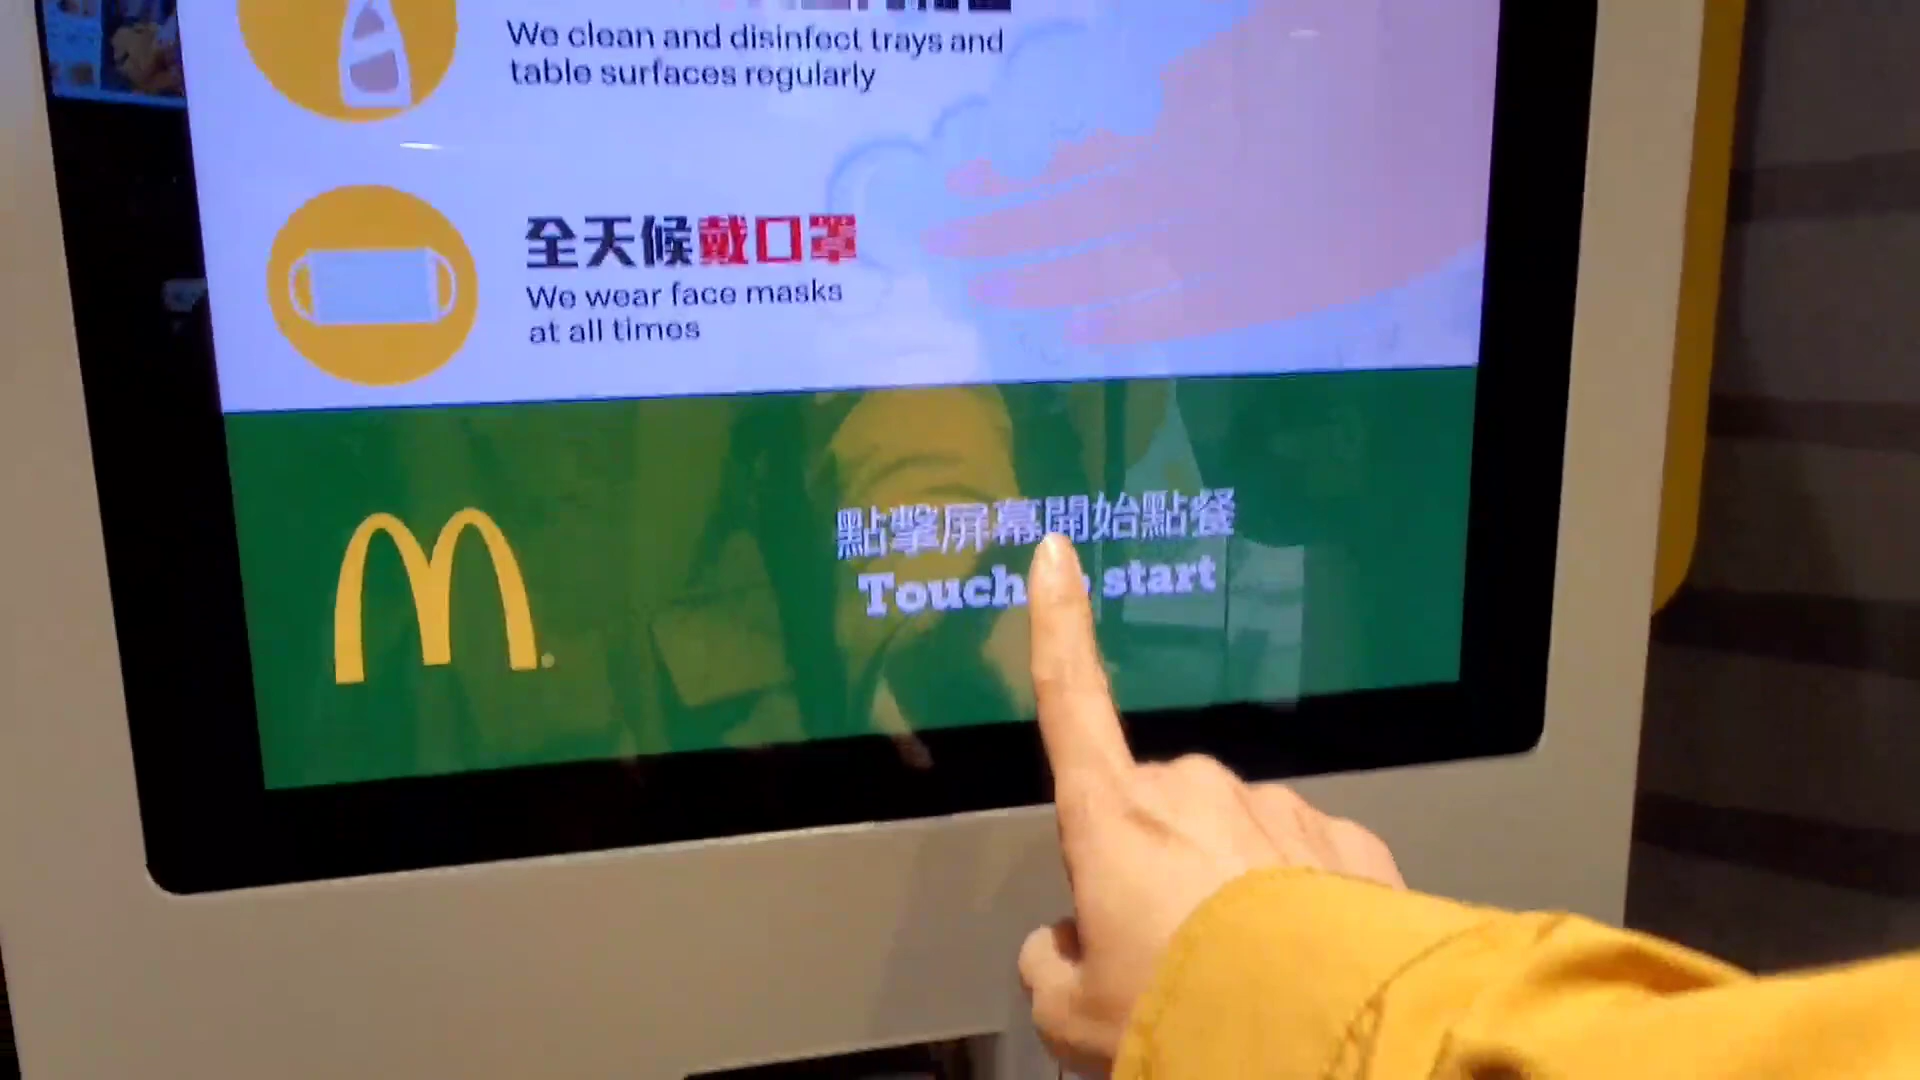 We clean and disinfect trays and
table surfaces regularly
全天候戴口罩
We wear face masks
at all times
點擊屏幕開始點餐
Touch start